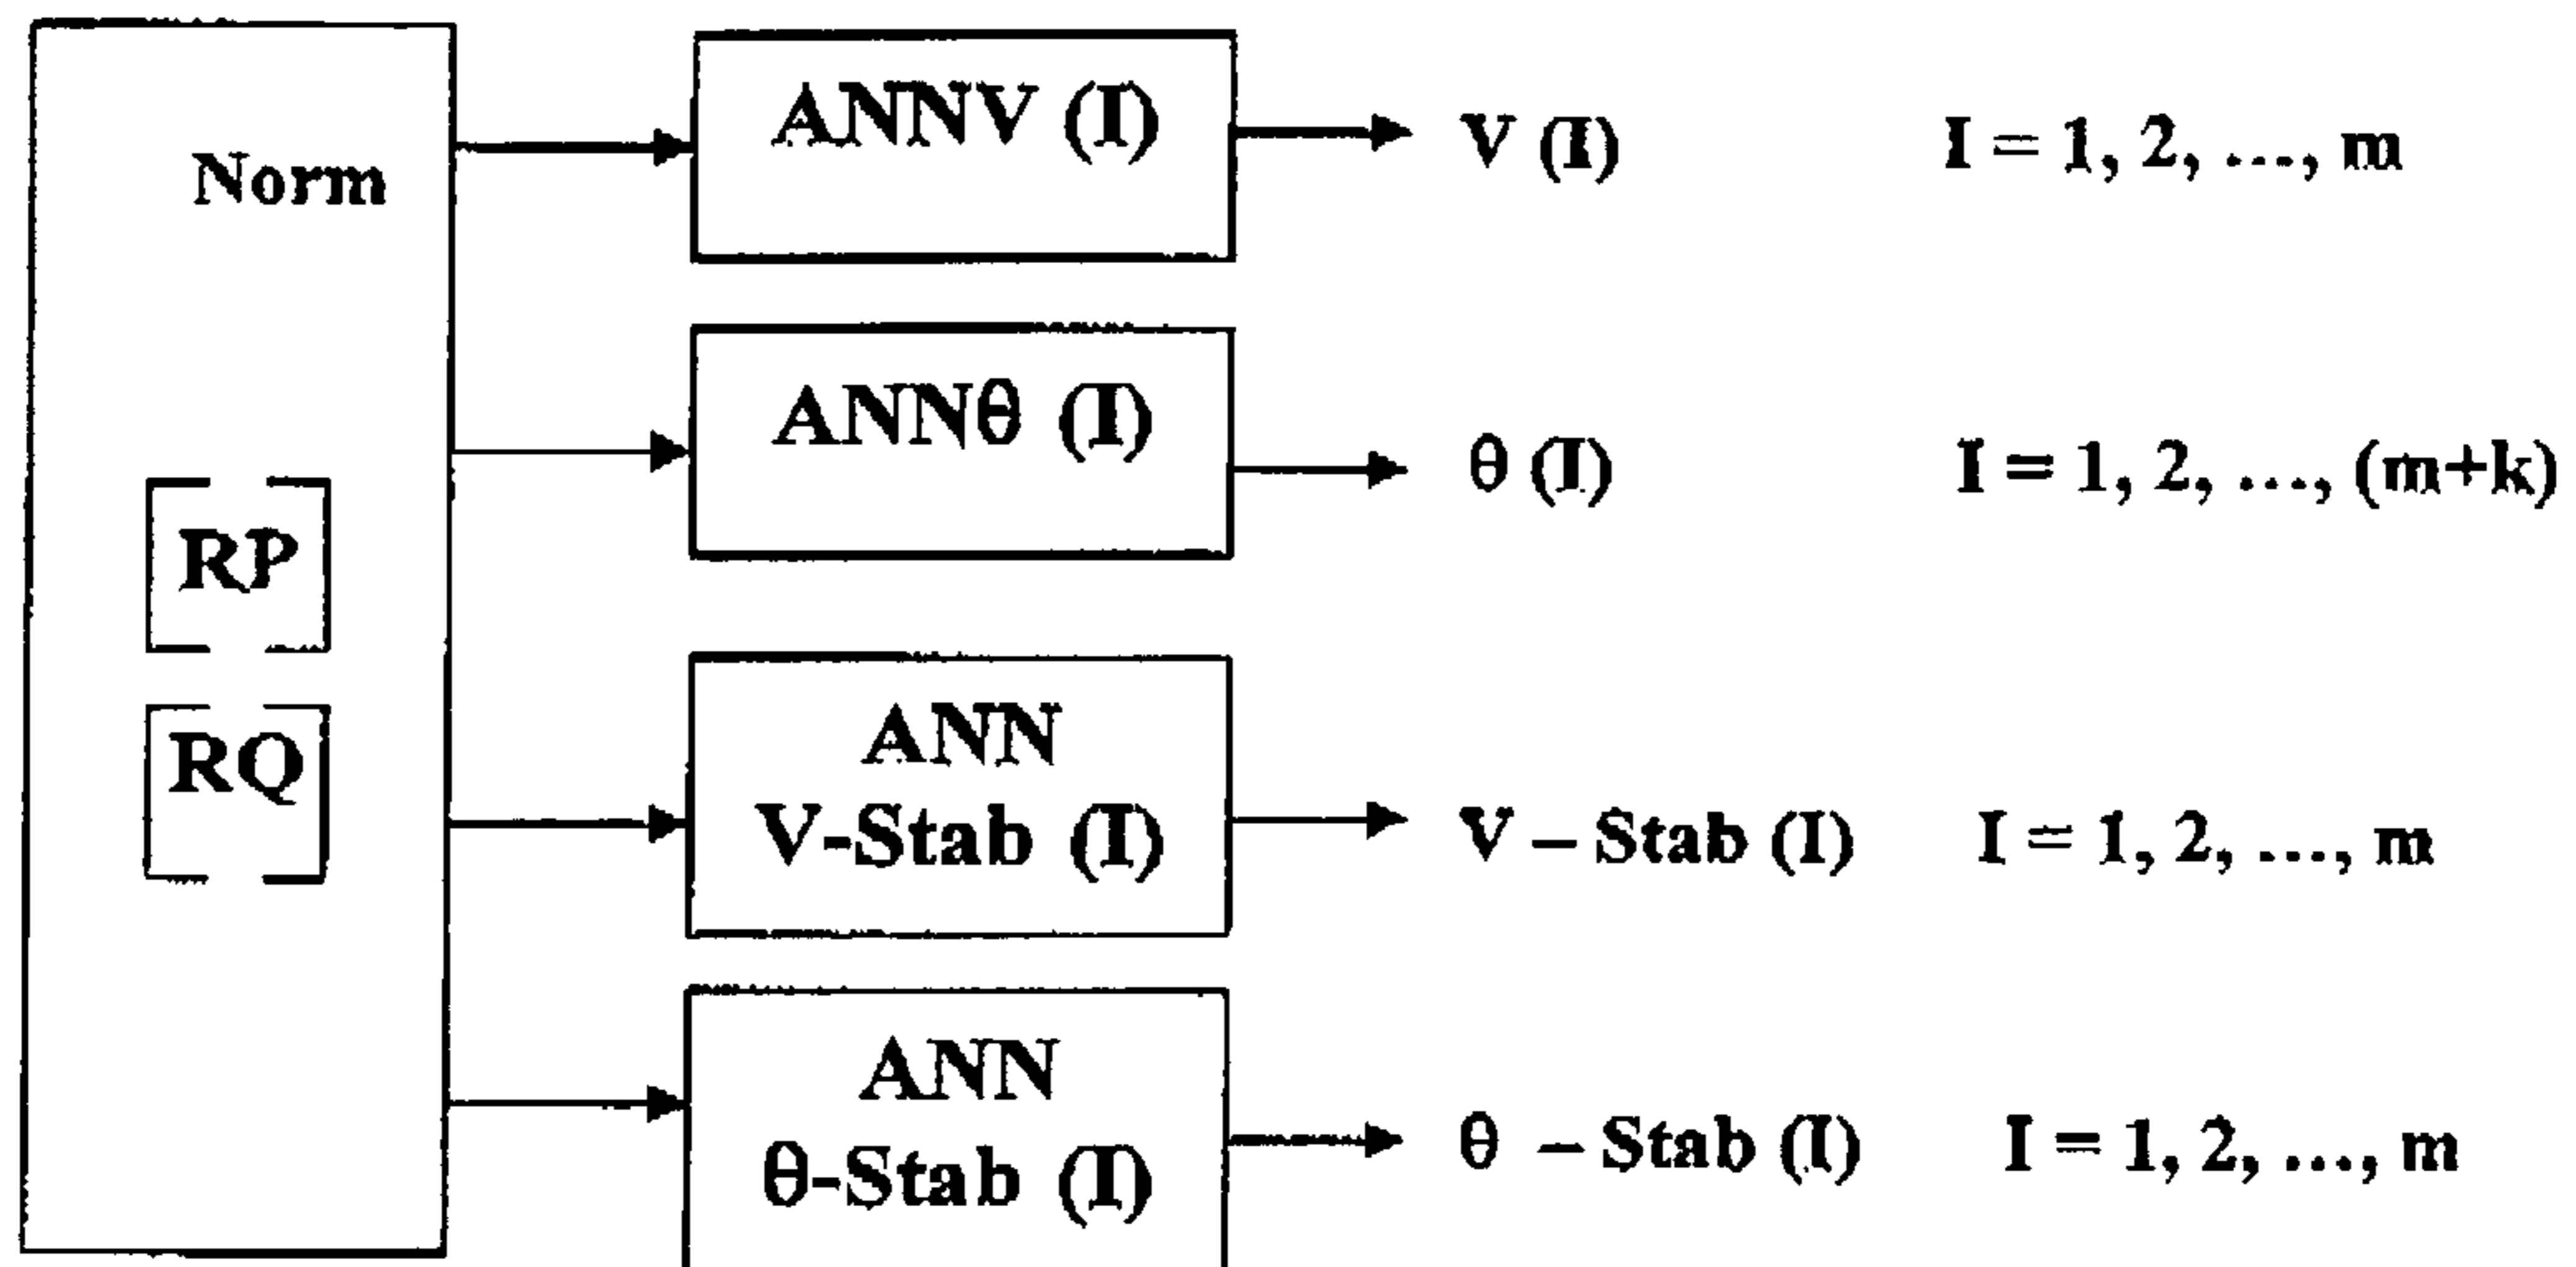 Norm
RP
RQ
ANNV (I)
V (I)
I = 1, 2, ..., m
ANNθ (I)
θ (I)
I = 1, 2, ..., (m+k)
ANN
V-Stab (I)
V – Stab (I)
I = 1, 2, ..., m
ANN
θ-Stab (I)
θ – Stab (I)
I = 1, 2, ..., m